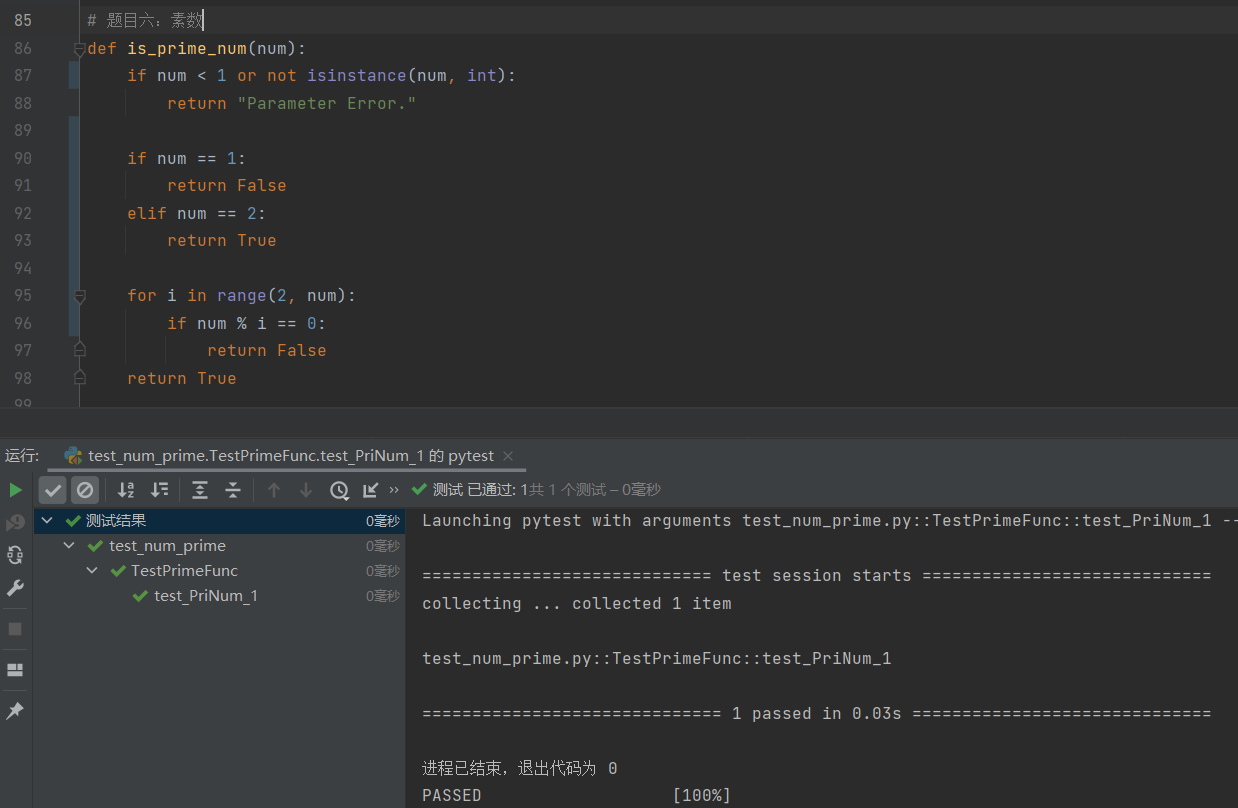 85 # 题目六：素数
86 def is_prime_num(num):
87 if num < 1 or not isinstance(num, int):
88 return "Parameter Error."
89
90 if num == 1:
91 return False
92 elif num == 2:
93 return True
94
95 for i in range(2, num):
96 if num % i == 0:
97 return False
98 return True
99
运行: test_num_prime.TestPrimeFunc.test_PriNum_1 的 pytest ×
» 测试 已通过: 1共 1 个测试 – 0毫秒
测试结果 0毫秒
test_num_prime 0毫秒
TestPrimeFunc 0毫秒
test_PriNum_1 0毫秒
Launching pytest with arguments test_num_prime.py::TestPrimeFunc::test_PriNum_1 --
============================= test session starts =============================
collecting ... collected 1 item
test_num_prime.py::TestPrimeFunc::test_PriNum_1
============================== 1 passed in 0.03s ==============================
进程已结束，退出代码为 0
PASSED [100%]